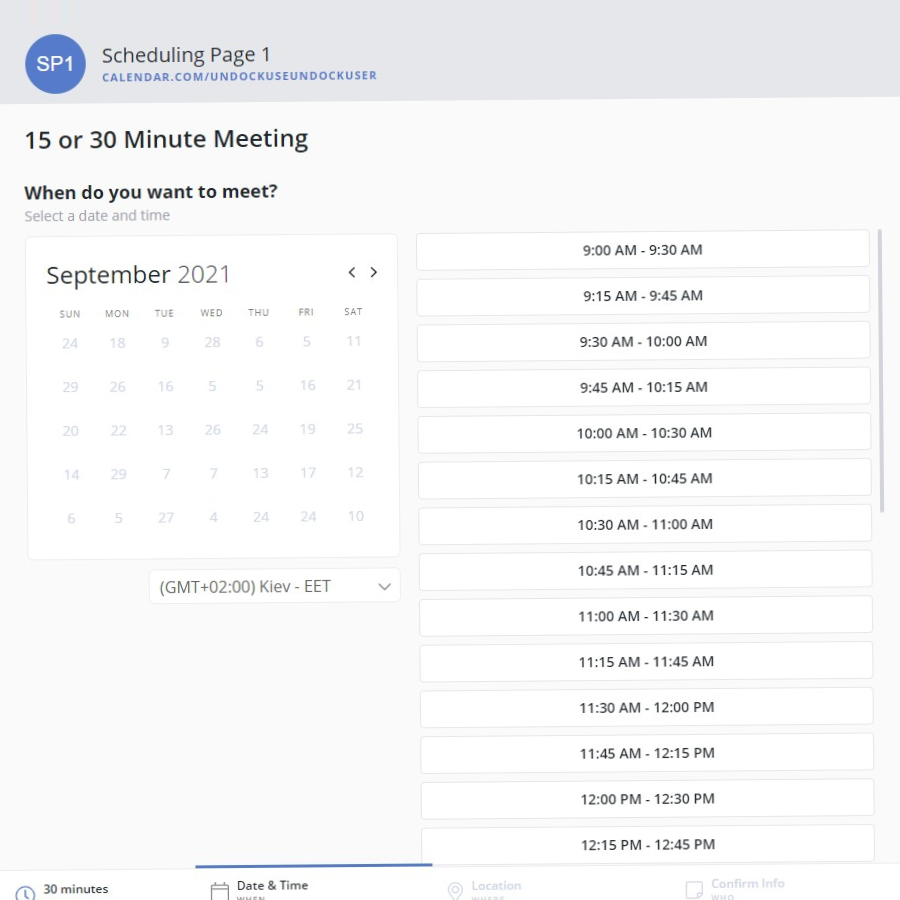 SP1
Scheduling Page 1
CALENDAR.COM/UNDOCKUSEUNDOCKUSER
15 or 30 Minute Meeting
When do you want to meet?
Select a date and time
September 2021
SUN MON TUE WED THU FRI SAT
24 18 9 28 6 5 11
29 26 16 5 5 16 21
20 22 13 26 24 19 25
14 29 7 7 13 17 12
6 5 27 4 24 24 10
(GMT+02:00) Kiev - EET
9:00 AM - 9:30 AM
9:15 AM - 9:45 AM
9:30 AM - 10:00 AM
9:45 AM - 10:15 AM
10:00 AM - 10:30 AM
10:15 AM - 10:45 AM
10:30 AM - 11:00 AM
10:45 AM - 11:15 AM
11:00 AM - 11:30 AM
11:15 AM - 11:45 AM
11:30 AM - 12:00 PM
11:45 AM - 12:15 PM
12:00 PM - 12:30 PM
12:15 PM - 12:45 PM
30 minutes
Date & Time
WHEN
Location
WHERE
Confirm Info
WHO